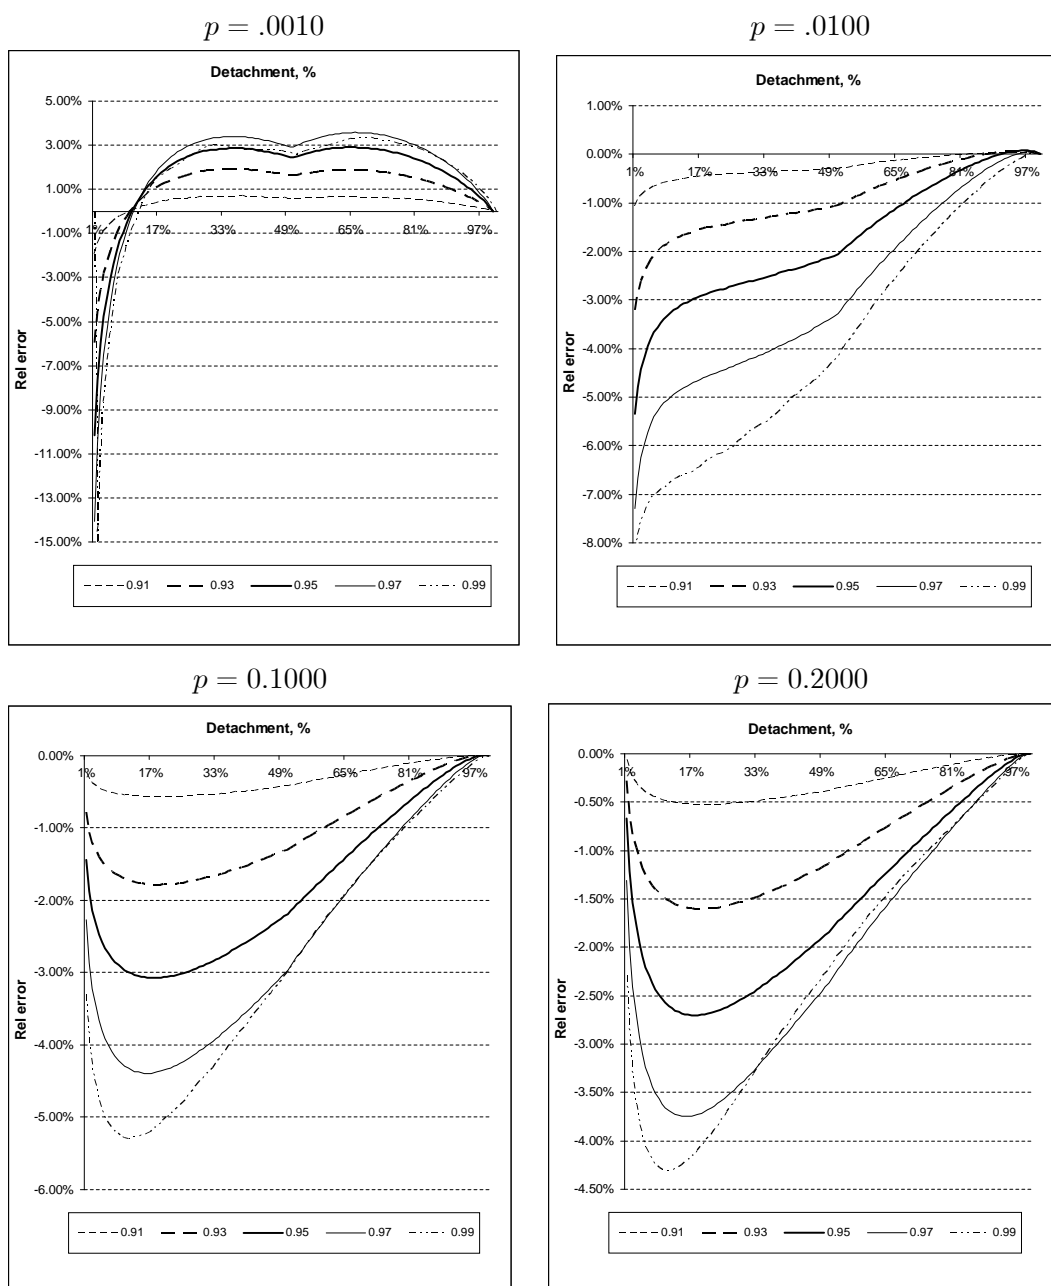 p = .0010
Detachment, %
5.00%
3.00%
1.00%
-1.00%
-3.00%
-5.00%
-7.00%
-9.00%
-11.00%
-13.00%
-15.00%
1% 17% 33% 49% 65% 81% 97%
Rel error
0.91 0.93 0.95 0.97 0.99
p = .0100
Detachment, %
1.00%
0.00%
-1.00%
-2.00%
-3.00%
-4.00%
-5.00%
-6.00%
-7.00%
-8.00%
1% 17% 33% 49% 65% 81% 97%
Rel error
0.91 0.93 0.95 0.97 0.99
p = 0.1000
Detachment, %
0.00%
-1.00%
-2.00%
-3.00%
-4.00%
-5.00%
-6.00%
1% 17% 33% 49% 65% 81% 97%
Rel error
0.91 0.93 0.95 0.97 0.99
p = 0.2000
Detachment, %
0.00%
-0.50%
-1.00%
-1.50%
-2.00%
-2.50%
-3.00%
-3.50%
-4.00%
-4.50%
1% 17% 33% 49% 65% 81% 97%
Rel error
0.91 0.93 0.95 0.97 0.99